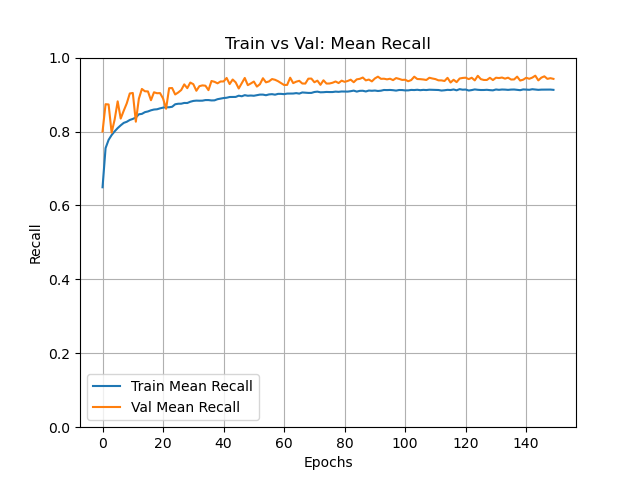 Train vs Val: Mean Recall
Recall
1.0
0.8
0.6
0.4
0.2
0.0
Train Mean Recall
Val Mean Recall
0 20 40 60 80 100 120 140
Epochs